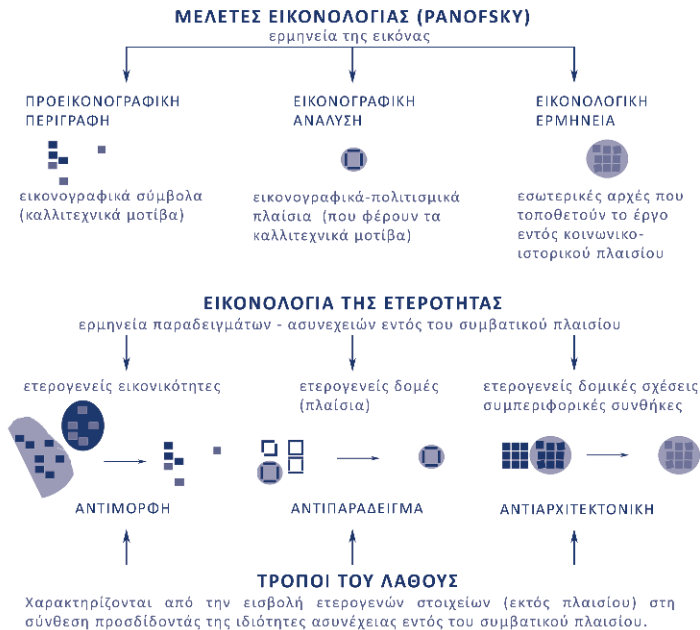 ΜΕΛΕΤΕΣ ΕΙΚΟΝΟΛΟΓΙΑΣ (PANOFSKY)
ερμηνεία της εικόνας
ΠΡΟΕΙΚΟΝΟΓΡΑΦΙΚΗ
ΠΕΡΙΓΡΑΦΗ
εικονογραφικά σύμβολα
(καλλιτεχνικά μοτίβα)
ΕΙΚΟΝΟΓΡΑΦΙΚΗ
ΑΝΑΛΥΣΗ
εικονογραφικά-πολιτισμικά
πλαίσια (που φέρουν τα
καλλιτεχνικά μοτίβα)
ΕΙΚΟΝΟΛΟΓΙΚΗ
ΕΡΜΗΝΕΙΑ
εσωτερικές αρχές που
τοποθετούν το έργο
εντός κοινωνικο-
ιστορικού πλαισίου
ΕΙΚΟΝΟΛΟΓΙΑ ΤΗΣ ΕΤΕΡΟΤΗΤΑΣ
ερμηνεία παραδειγμάτων - ασυνεχειών εντός του συμβατικού πλαισίου
ετερογενείς εικονικότητες
ΑΝΤΙΜΟΡΦΗ
ετερογενείς δομές
(πλαίσια)
ΑΝΤΙΠΑΡΑΔΕΙΓΜΑ
ετερογενείς δομικές σχέσεις
συμπεριφορικές συνθήκες
ΑΝΤΙΑΡΧΙΤΕΚΤΟΝΙΚΗ
ΤΡΟΠΟΙ ΤΟΥ ΛΑΘΟΥΣ
Χαρακτηρίζονται από την εισβολή ετερογενών στοιχείων (εκτός πλαισίου) στη
σύνθεση προσδίδοντάς της ιδιότητες ασυνέχειας εντός του συμβατικού πλαισίου.